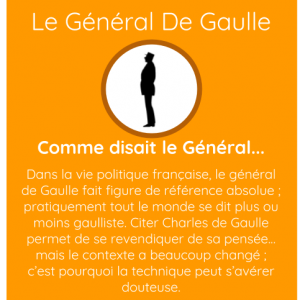 Le Général De Gaulle
Comme disait le Général...
Dans la vie politique française, le général
de Gaulle fait figure de référence absolue ;
pratiquement tout le monde se dit plus ou
moins gaulliste. Citer Charles de Gaulle
permet de se revendiquer de sa pensée...
mais le contexte a beaucoup changé ;
c’est pourquoi la technique peut s’avérer
douteuse.